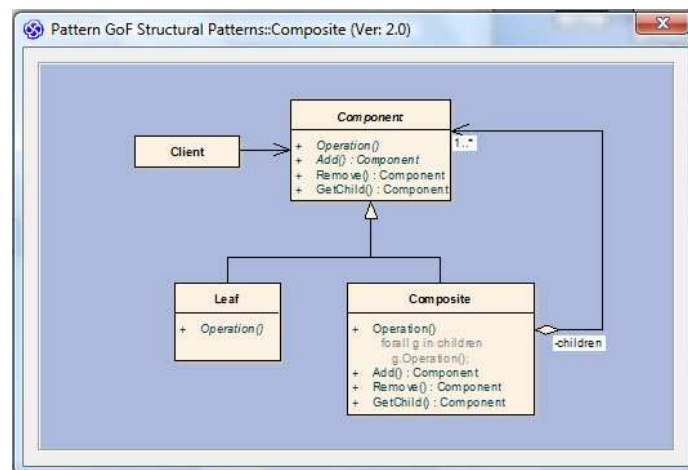 Pattern GoF Structural Patterns::Composite (Ver: 2.0)
Component
+ Operation()
+ Add() : Component
+ Remove() : Component
+ GetChild() : Component
Client
1..*
Leaf
+ Operation()
Composite
+ Operation()
forall g in children
g.Operation();
+ Add() : Component
+ Remove() : Component
+ GetChild() : Component
-children